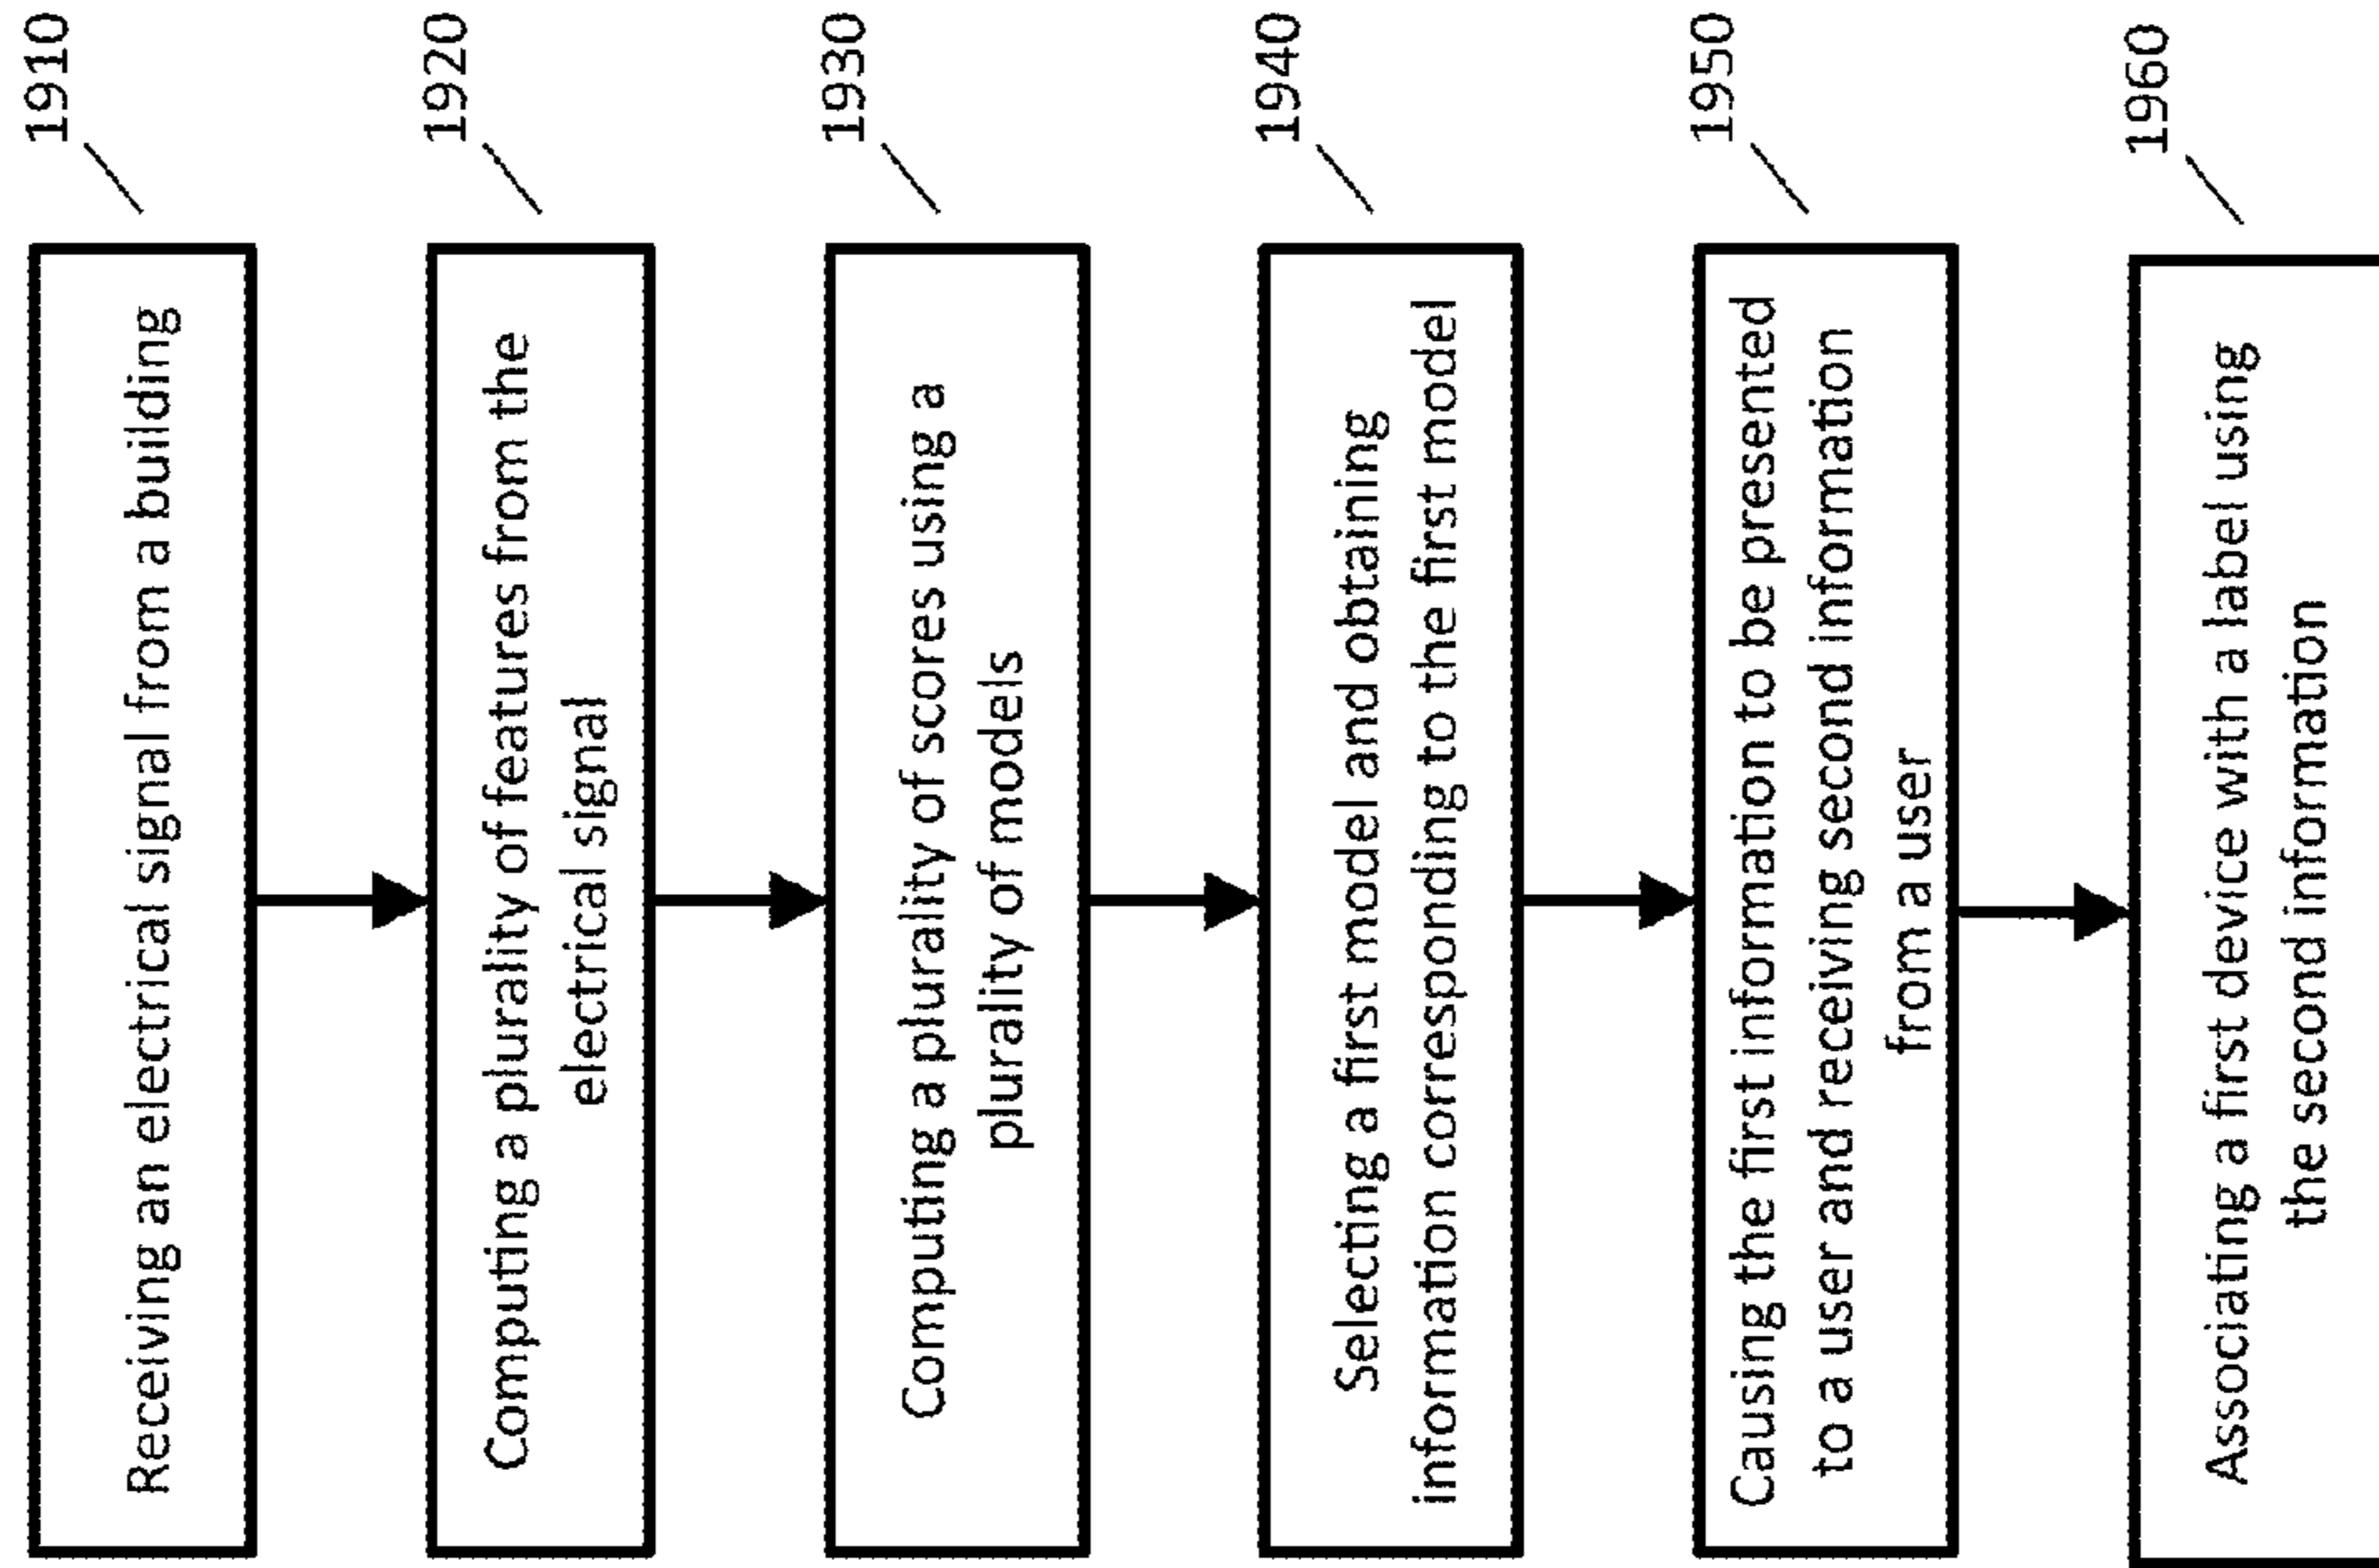 1910
Receiving an electrical signal from a building
1920
Computing a plurality of features from the
electrical signal
1930
Computing a plurality of scores using a
plurality of models
1940
Selecting a first model and obtaining
information corresponding to the first model
1950
Causing the first information to be presented
to a user and receiving second information
from a user
1960
Associating a first device with a label using
the second information